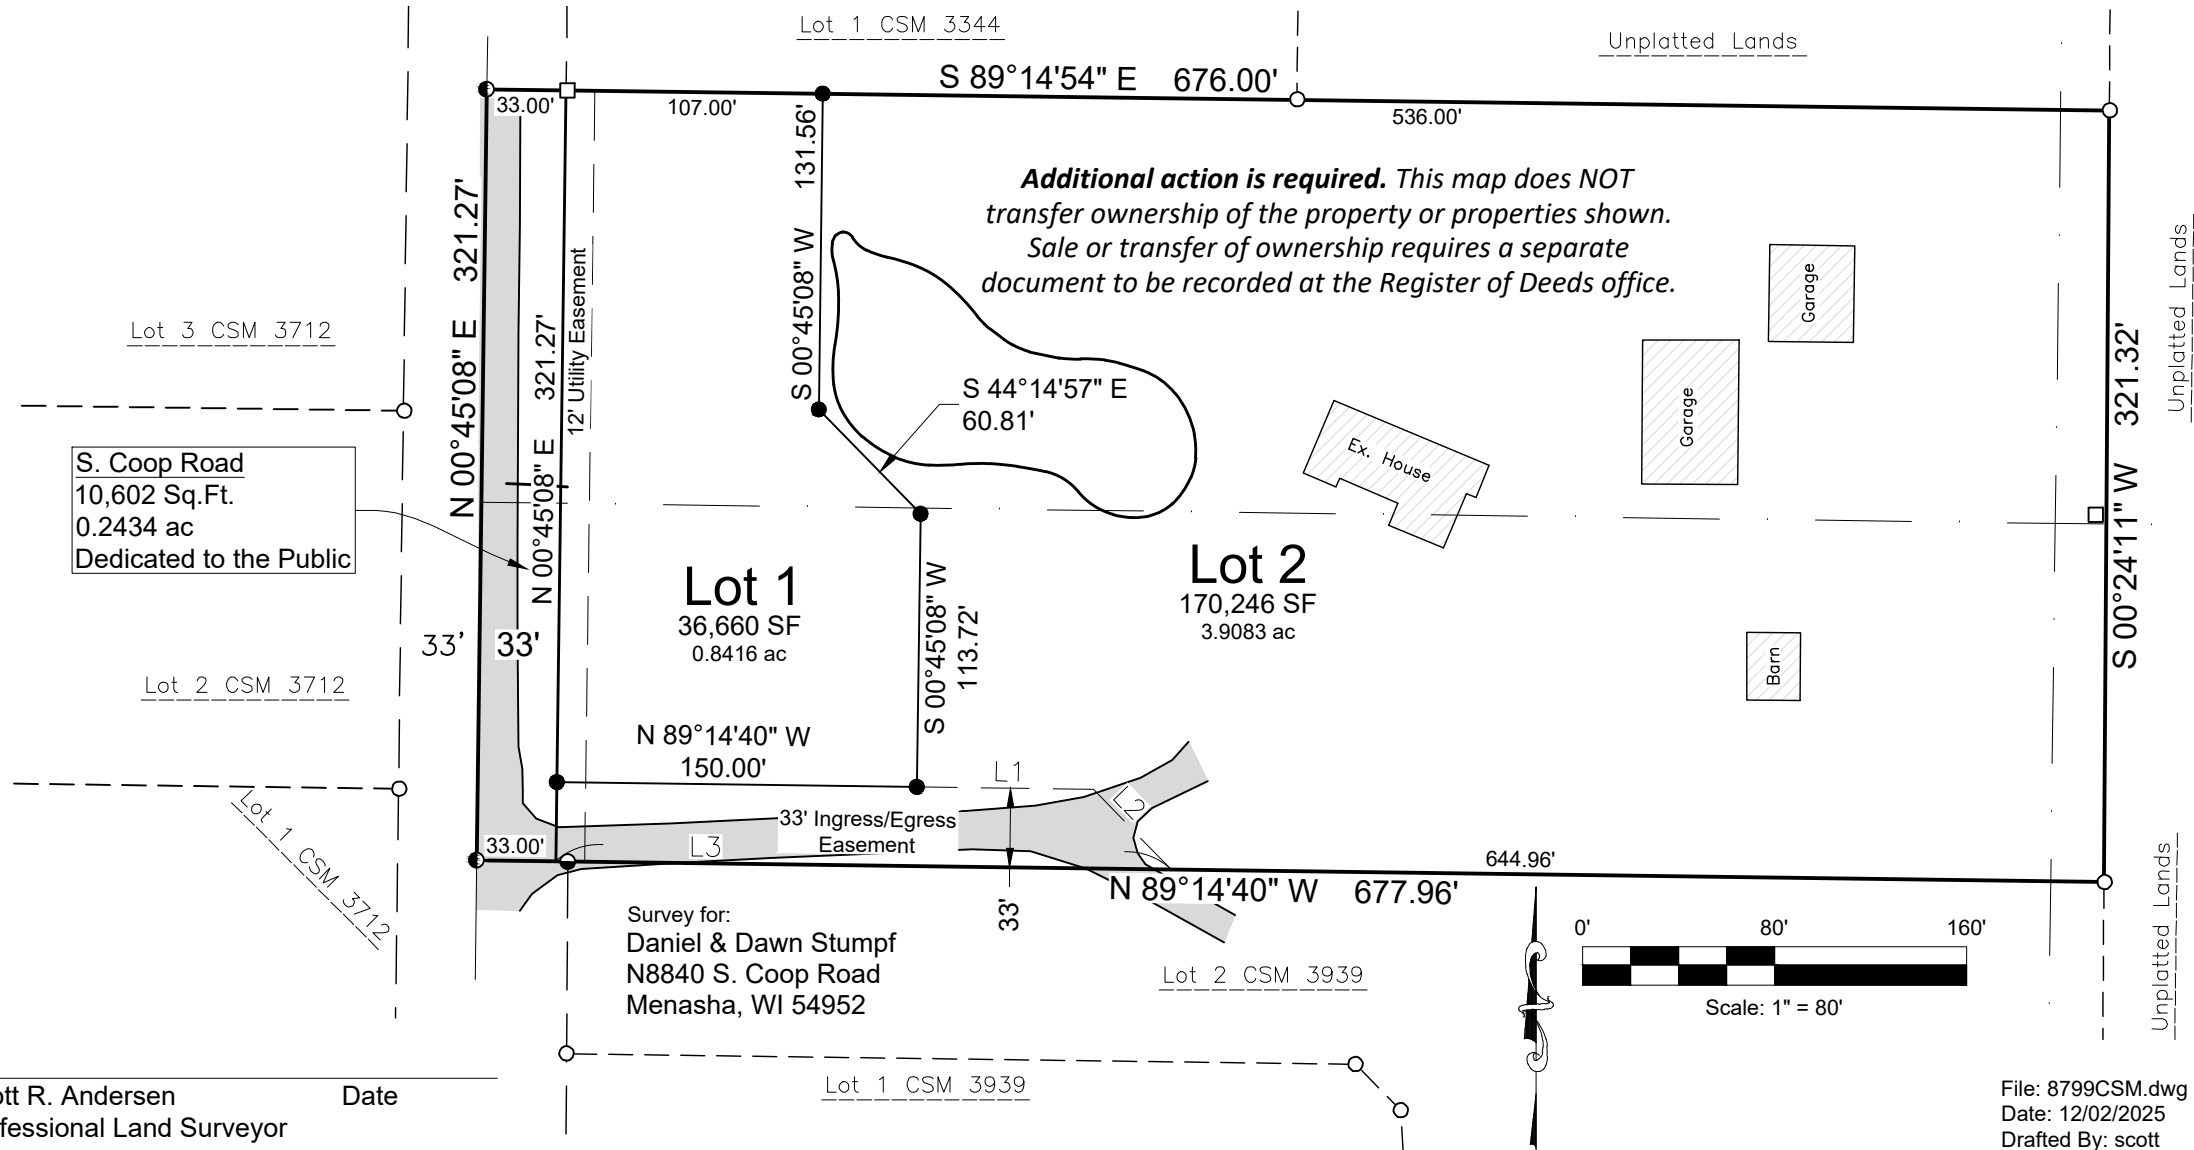 Lot 1 CSM 3344
Unplatted Lands
S 89°14'54" E 676.00'
33.00'
107.00'
536.00'
131.56'
S 00°45'08" W
Additional action is required. This map does NOT
transfer ownership of the property or properties shown.
Sale or transfer of ownership requires a separate
document to be recorded at the Register of Deeds office.
N 00°45'08" E 321.27'
N 00°45'08" E 321.27'
12' Utility Easement
Lot 3 CSM 3712
S 44°14'57" E
60.81'
Garage
Garage
Ex. House
Unplatted Lands
S 00°24'11" W 321.32'
S. Coop Road
10,602 Sq.Ft.
0.2434 ac
Dedicated to the Public
Lot 1
36,660 SF
0.8416 ac
Lot 2
170,246 SF
3.9083 ac
S 00°45'08" W
113.72'
33'
33'
Barn
Lot 2 CSM 3712
N 89°14'40" W
150.00'
L1
L2
L3
33' Ingress/Egress
Easement
33.00'
Lot 1 CSM 3712
644.96'
N 89°14'40" W 677.96'
33'
Survey for:
Daniel & Dawn Stumpf
N8840 S. Coop Road
Menasha, WI 54952
Lot 2 CSM 3939
0' 80' 160'
Scale: 1" = 80'
Unplatted Lands
Lot 1 CSM 3939
ott R. Andersen Date
fessional Land Surveyor
File: 8799CSM.dwg
Date: 12/02/2025
Drafted By: scott